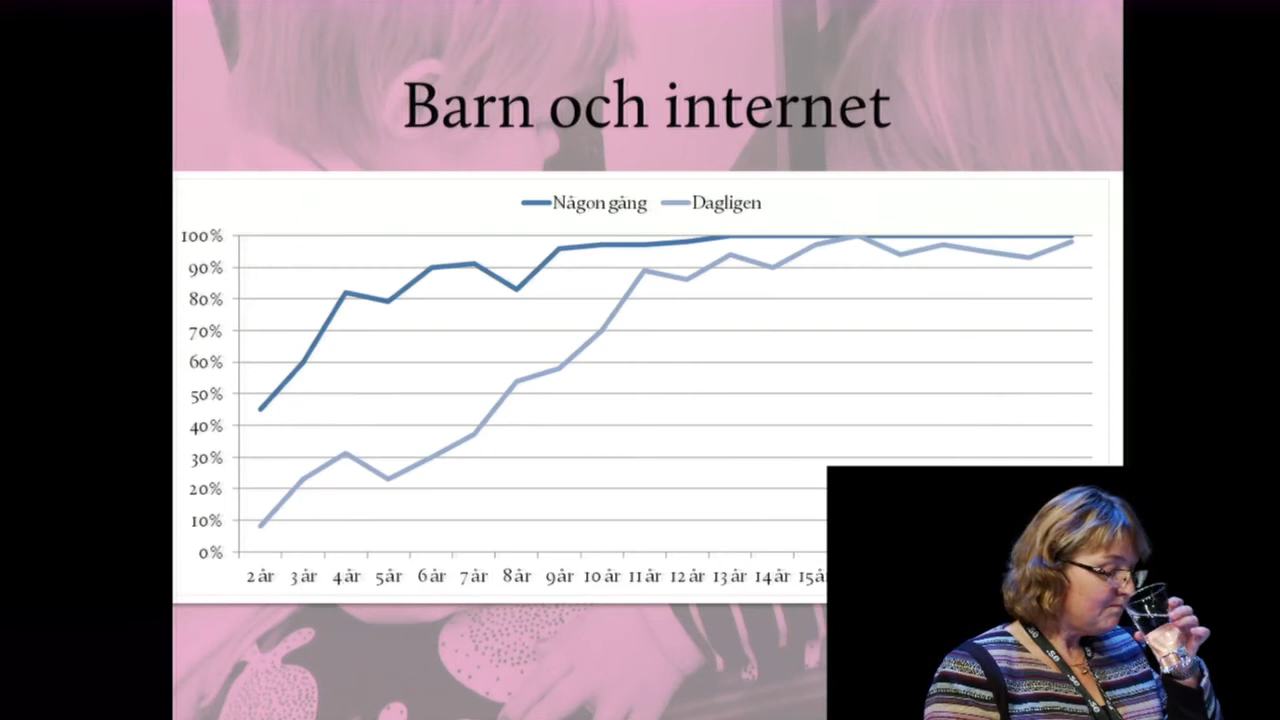 Barn och internet
Någon gång Dagligen
100%
90%
80%
70%
60%
50%
40%
30%
20%
10%
0%
2 år 3 år 4 år 5 år 6 år 7 år 8 år 9 år 10 år 11 år 12 år 13 år 14 år 15
.se